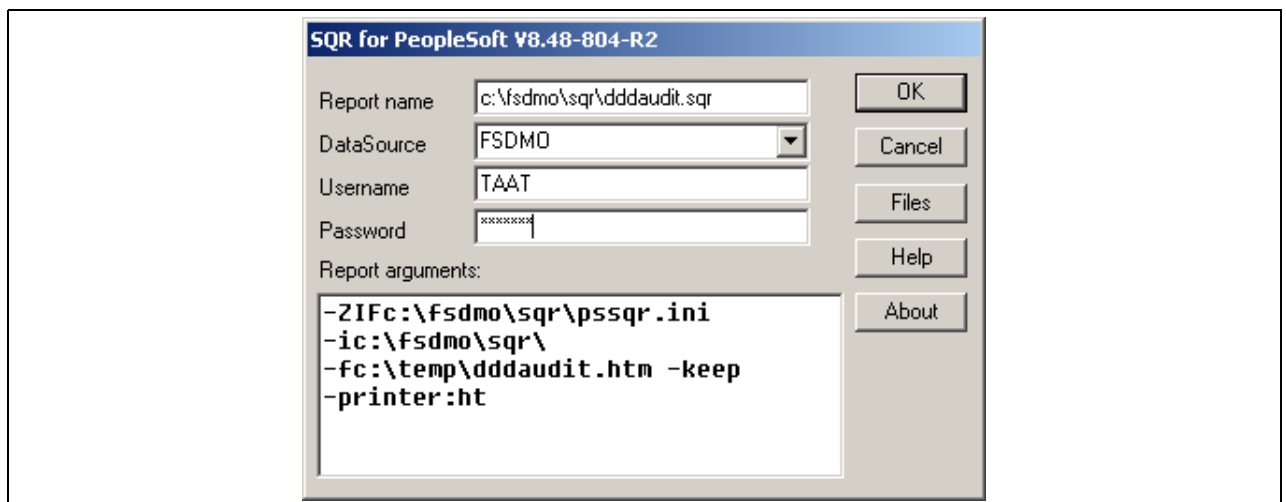 SQR for PeopleSoft V8.48-804-R2
Report name c:\fsdmo\sqr\dddaudit.sqr OK
DataSource FSDMO Cancel
Username TAAT
Files
Password *******
Help
Report arguments:
About
-ZIFc:\fsdmo\sqr\pssqr.ini
-ic:\fsdmo\sqr\
-fc:\temp\dddaudit.htm -keep
-printer:ht